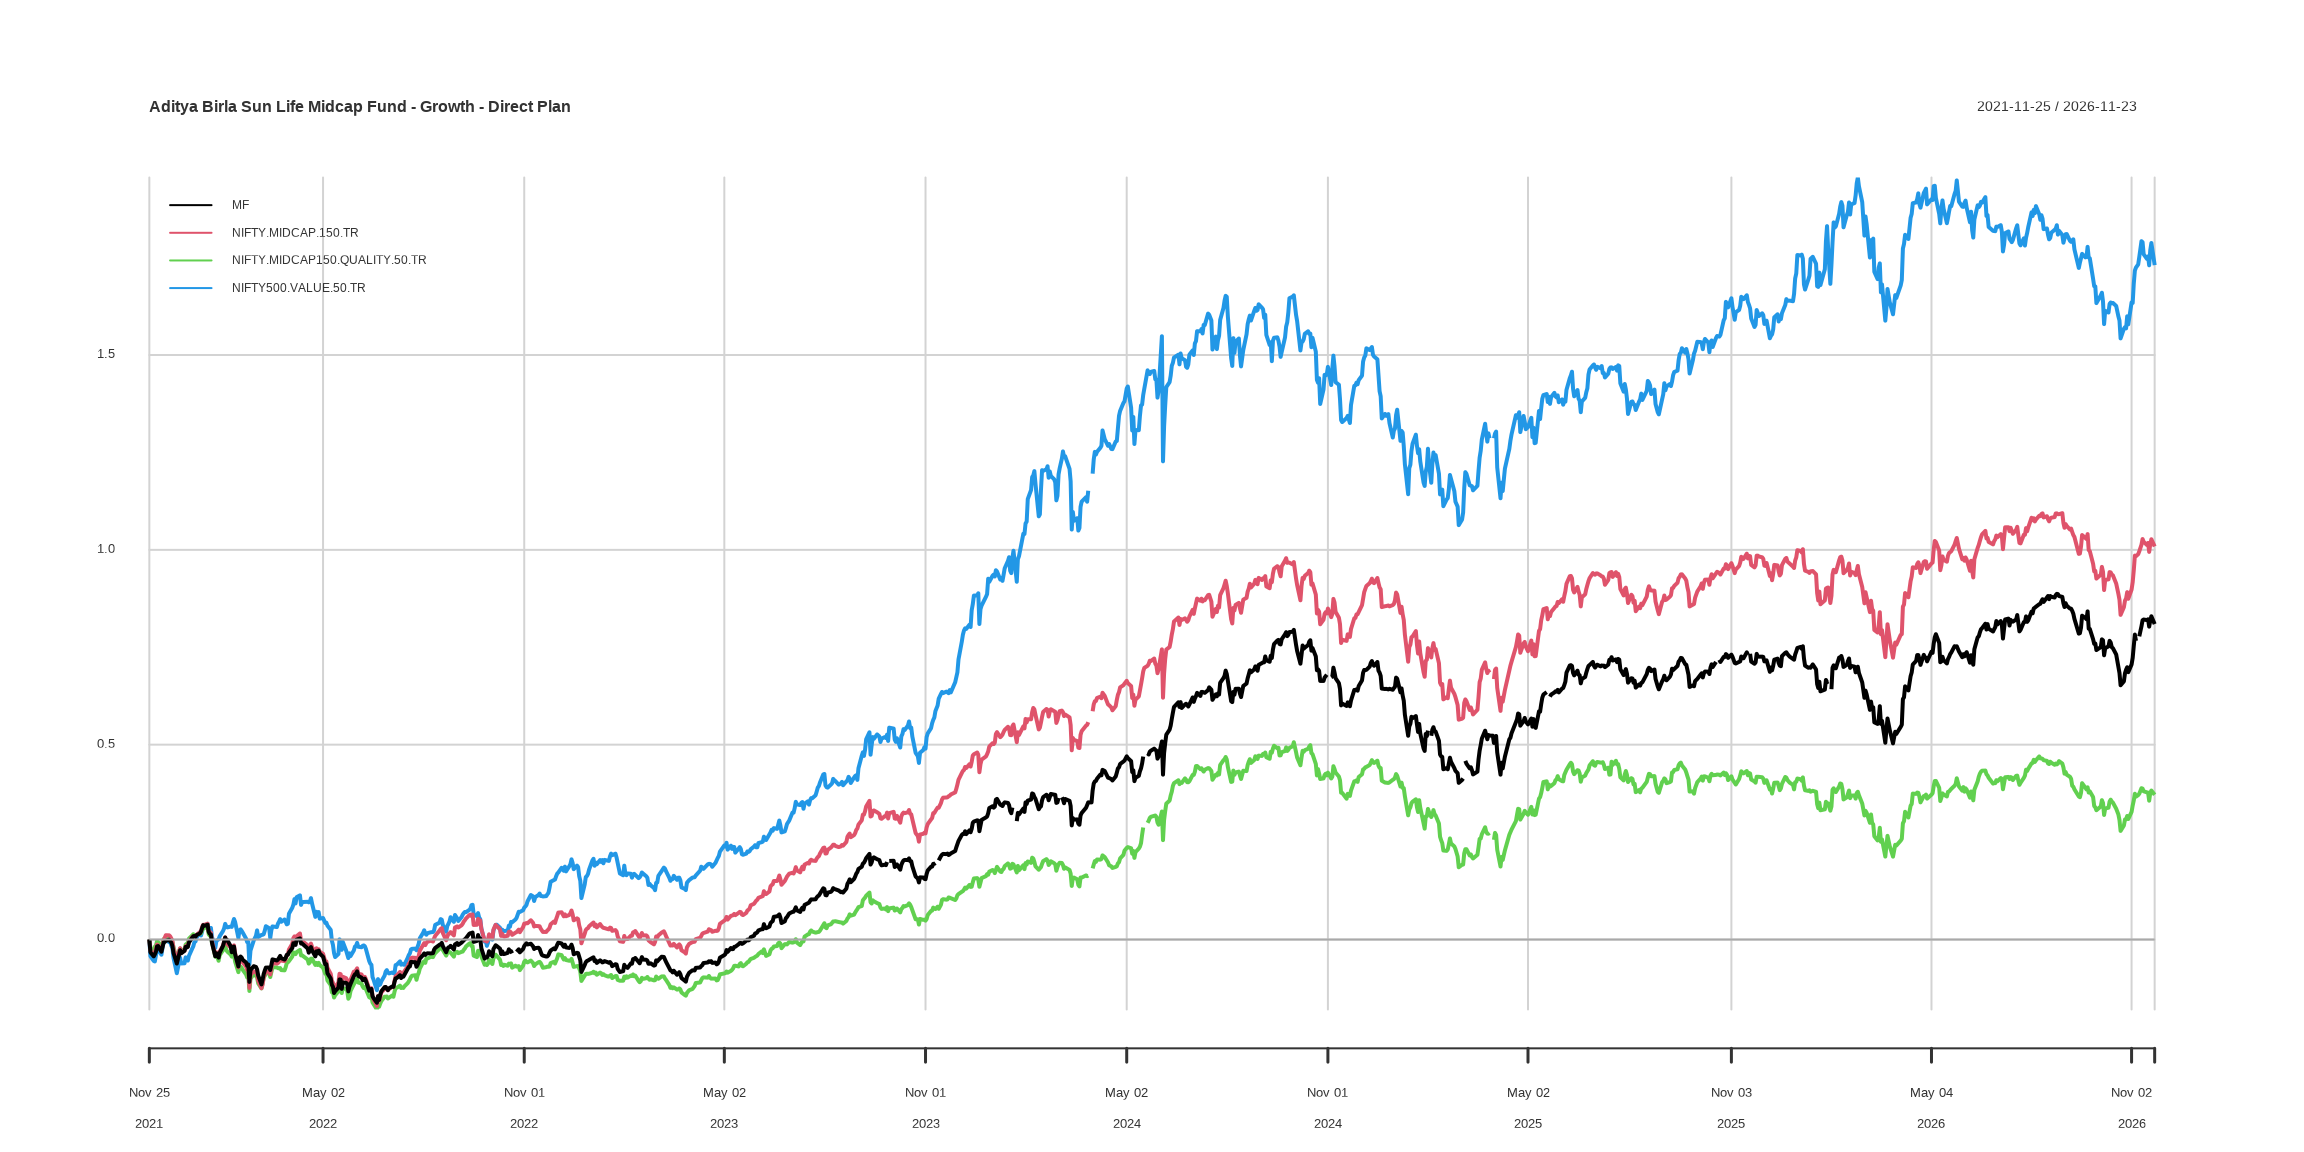 Aditya Birla Sun Life Midcap Fund - Growth - Direct Plan
2021-11-25 / 2026-11-23
MF
NIFTY.MIDCAP.150.TR
NIFTY.MIDCAP150.QUALITY.50.TR
NIFTY500.VALUE.50.TR
1.5
1.0
0.5
0.0
Nov 25 May 02 Nov 01 May 02 Nov 01 May 02 Nov 01 May 02 Nov 03 May 04 Nov 02
2021 2022 2022 2023 2023 2024 2024 2025 2025 2026 2026